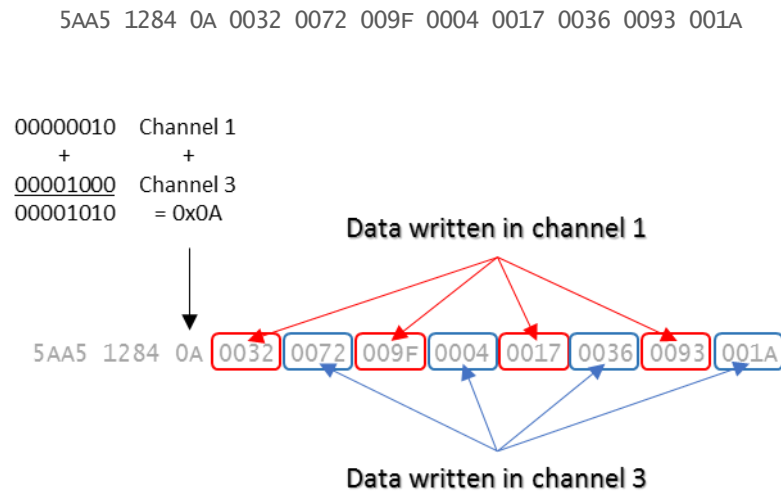 5AA5 1284 0A 0032 0072 009F 0004 0017 0036 0093 001A
00000010 Channel 1
+ +
00001000 Channel 3
00001010 = 0x0A
Data written in channel 1
5AA5 1284 0A 0032 0072 009F 0004 0017 0036 0093 001A
Data written in channel 3